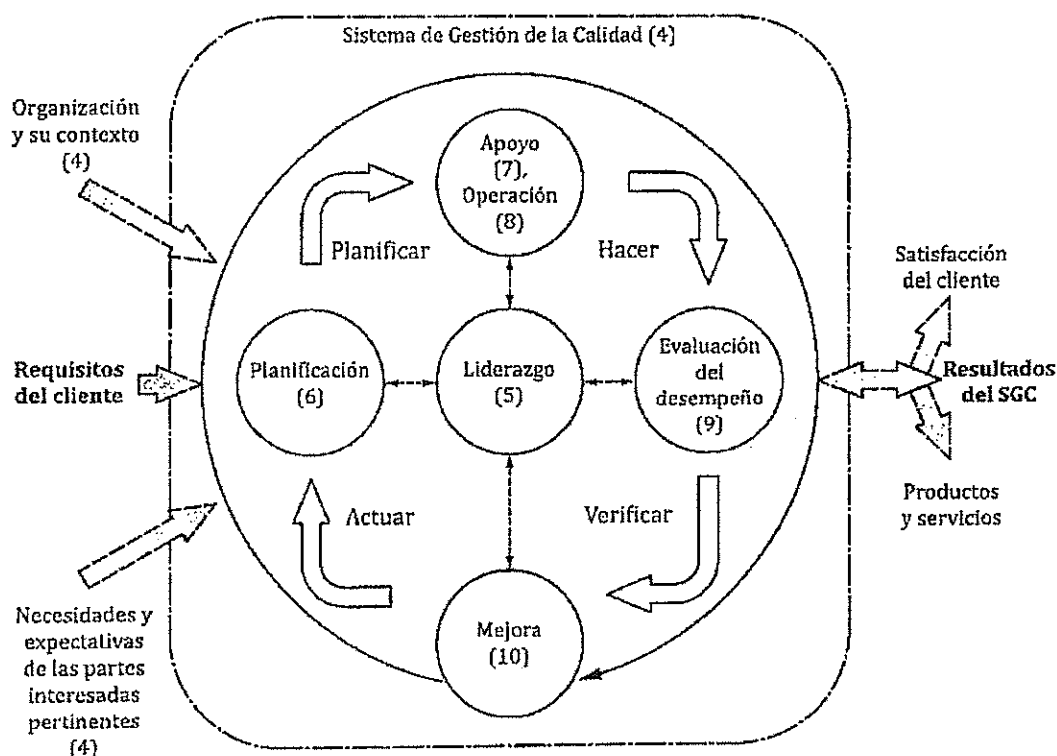 Sistema de Gestión de la Calidad (4)
Organización
y su contexto
(4)
Apoyo
(7),
Operación
(8)
Planificar
Hacer
Satisfacción
del cliente
Requisitos
del cliente
Planificación
(6)
Liderazgo
(5)
Evaluación
del
desempeño
(9)
Resultados
del SGC
Actuar
Verificar
Productos
y servicios
Necesidades y
expectativas
de las partes
interesadas
pertinentes
(4)
Mejora
(10)